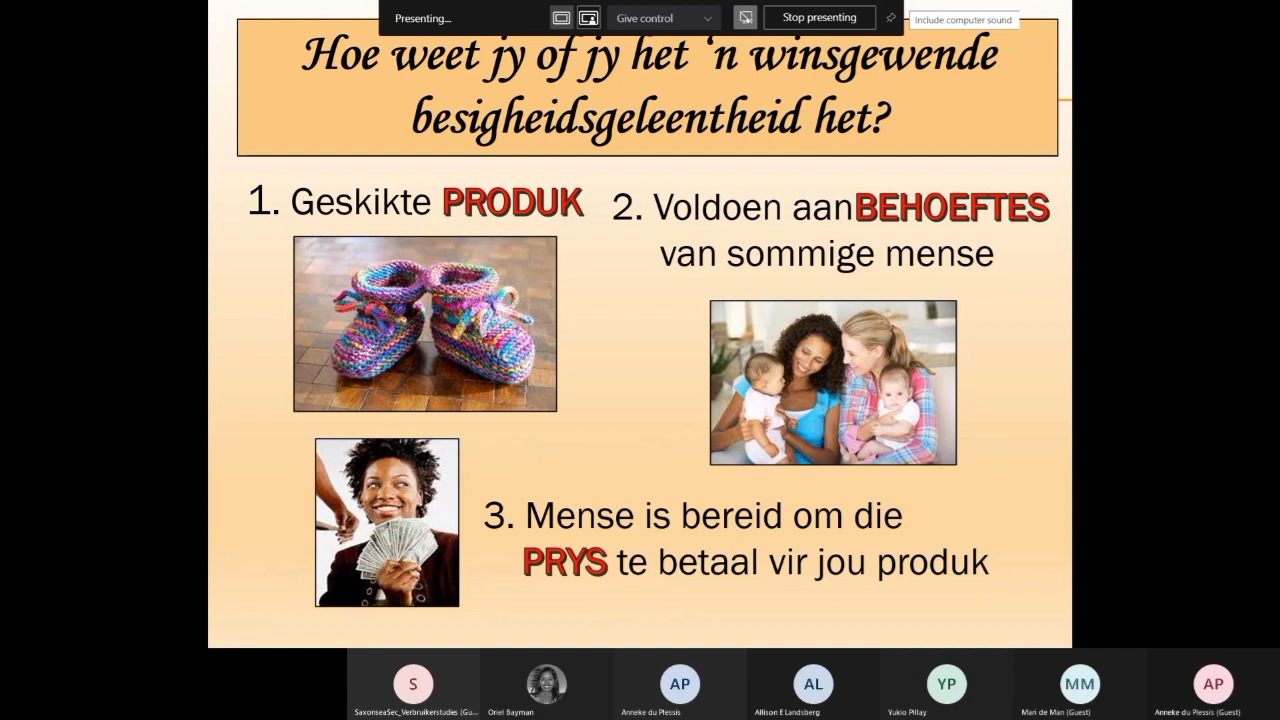 Presenting...
Give control
Stop presenting
Include computer sound
Hoe weet jy of jy het ‘n winsgewende
besigheidsgeleentheid het?
1. Geskikte PRODUK
2. Voldoen aanBEHOEFTES
van sommige mense
3. Mense is bereid om die
PRYS te betaal vir jou produk
S
AP
AL
YP
MM
AP
SaxonseaSec_Verbruikerstudies (Gu...
Oriel Bayman
Anneke du Plessis
Allison E Landsberg
Yukio Pillay
Mari de Man (Guest)
Anneke du Plessis (Guest)